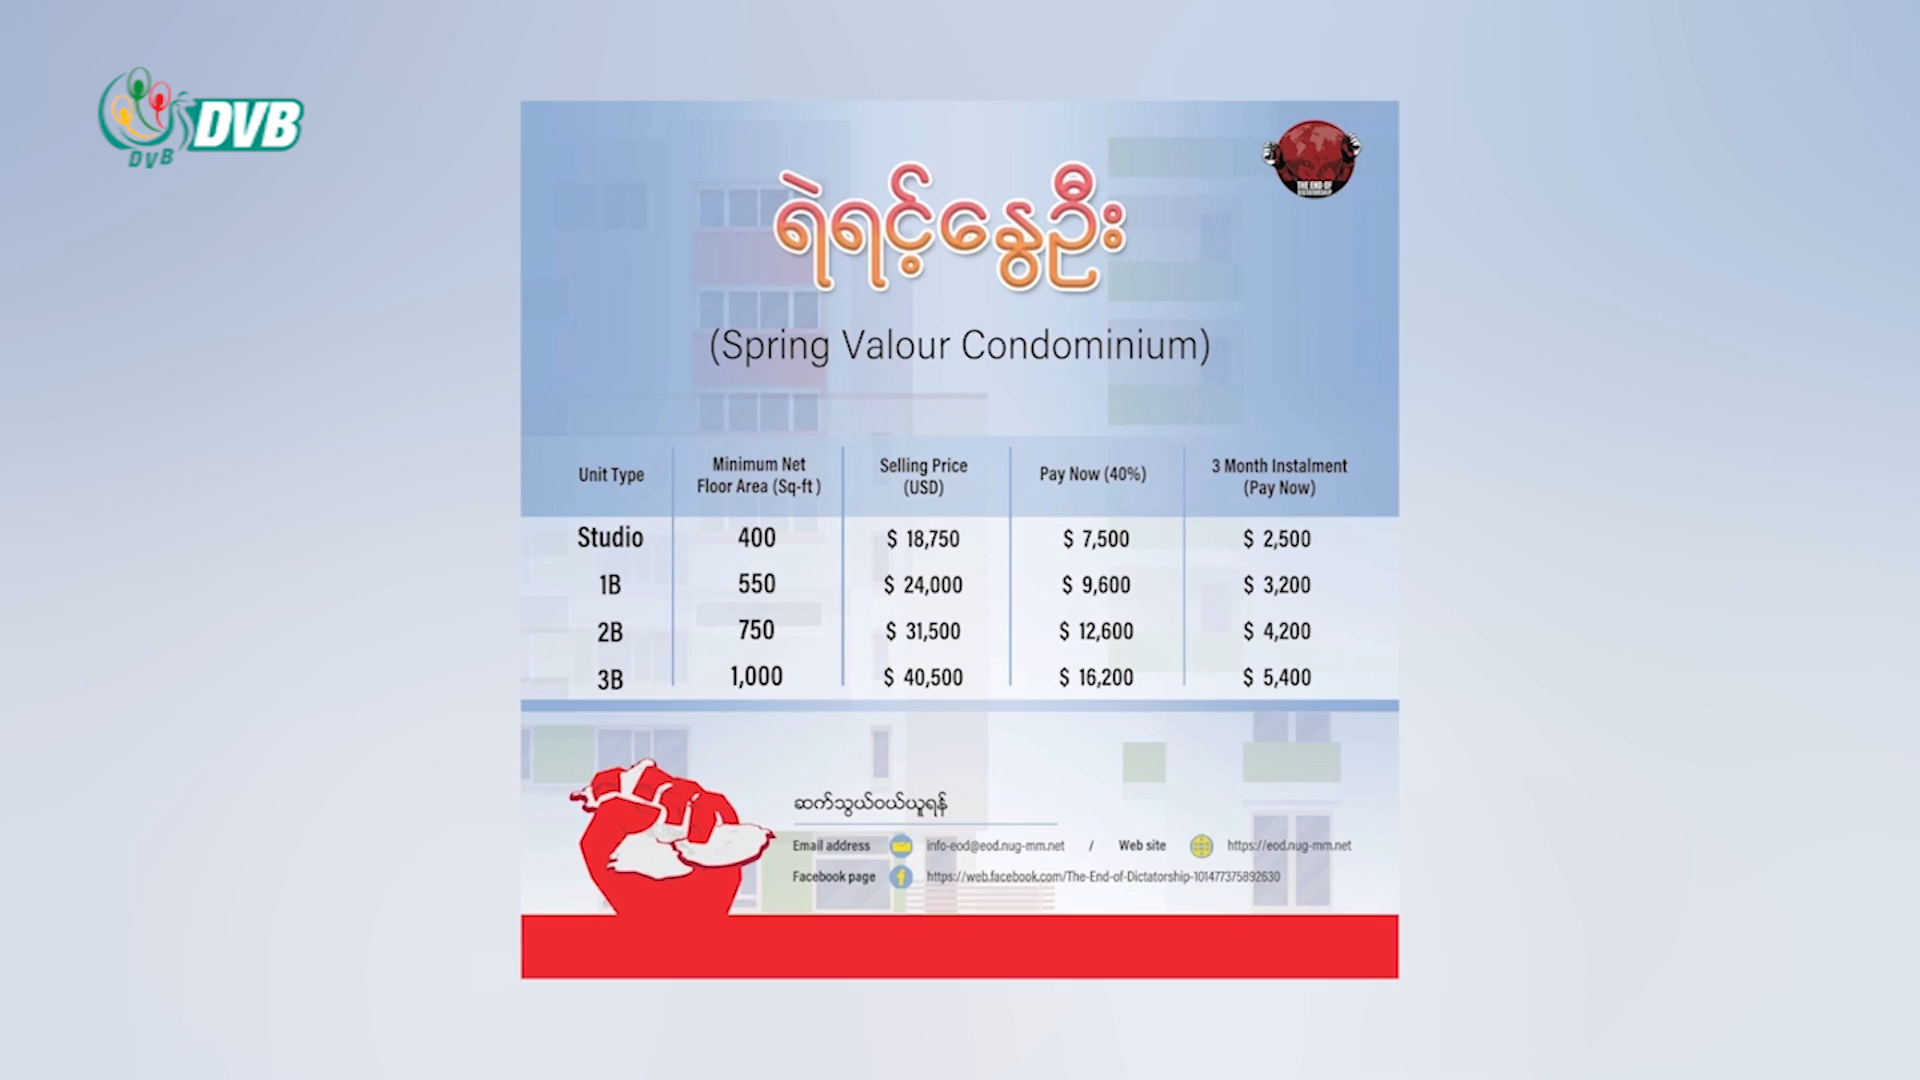 DVB
DVB
THE END OF
DICTATORSHIP
ရဲရင့်နွေဦး
(Spring Valour Condominium)
Unit Type
Minimum Net
Floor Area (Sq-ft)
Selling Price
(USD)
Pay Now (40%)
3 Month Instalment
(Pay Now)
Studio 400 $ 18,750 $ 7,500 $ 2,500
1B 550 $ 24,000 $ 9,600 $ 3,200
2B 750 $ 31,500 $ 12,600 $ 4,200
3B 1,000 $ 40,500 $ 16,200 $ 5,400
ဆက်သွယ်ဝယ်ယူရန်
Email address info-eod@eod.nug-mm.net / Web site https://eod.nug-mm.net
Facebook page https://web.facebook.com/The-End-of-Dictatorship-101477375892630